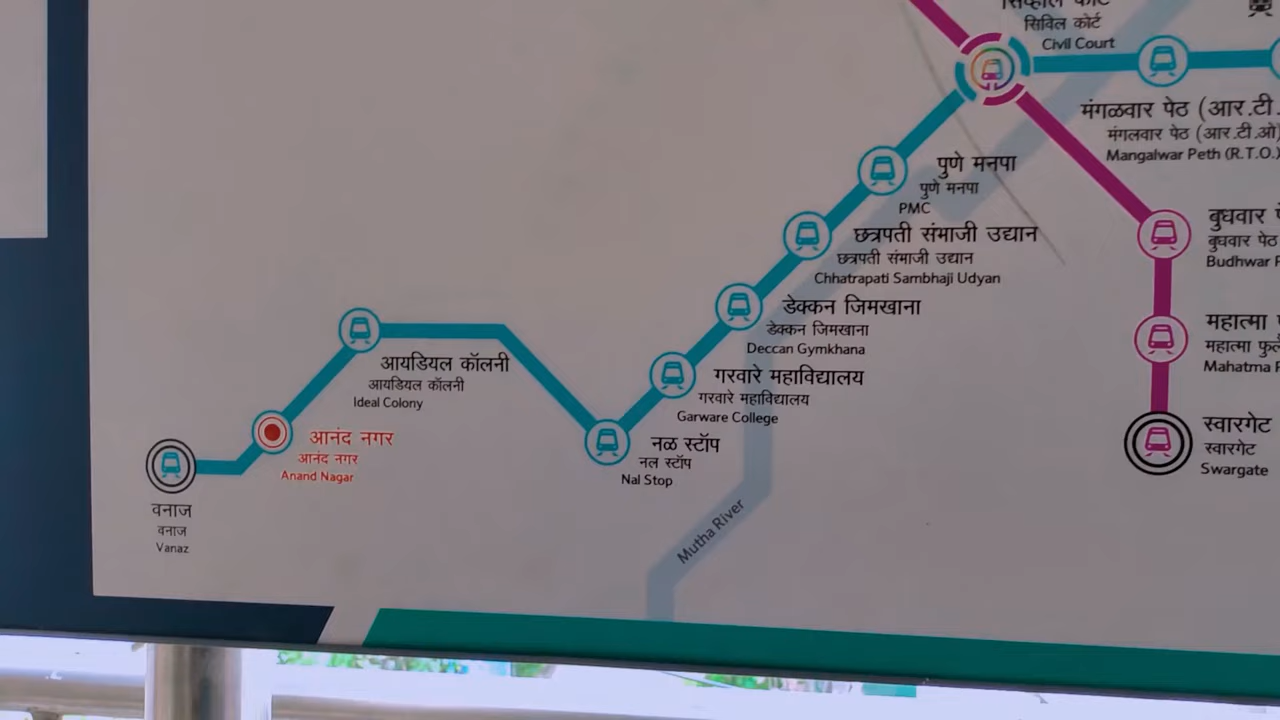 सिविल कोर्ट
Civil Court
मंगळवार पेठ (आर.टी.
मंगलवार पेठ (आर.टी.ओ)
Mangalwar Peth (R.T.O.)
पुणे मनपा
पुणे मनपा
PMC
बुधवार
बुधवार पेठ
Budhwar
छत्रपती संभाजी उद्यान
छत्रपती संभाजी उद्यान
Chhatrapati Sambhaji Udyan
डेक्कन जिमखाना
डेक्कन जिमखाना
Deccan Gymkhana
महात्मा
महात्मा
Mahatma
आयडियल कॉलनी
आयडियल कॉलनी
Ideal Colony
गरवारे महाविद्यालय
गरवारे महाविद्यालय
Garware College
आनंद नगर
आनंद नगर
Anand Nagar
नळ स्टॉप
नल स्टॉप
Nal Stop
स्वारगेट
स्वारगेट
Swargate
वनाज
वनाज
Vanaz
Mutha River